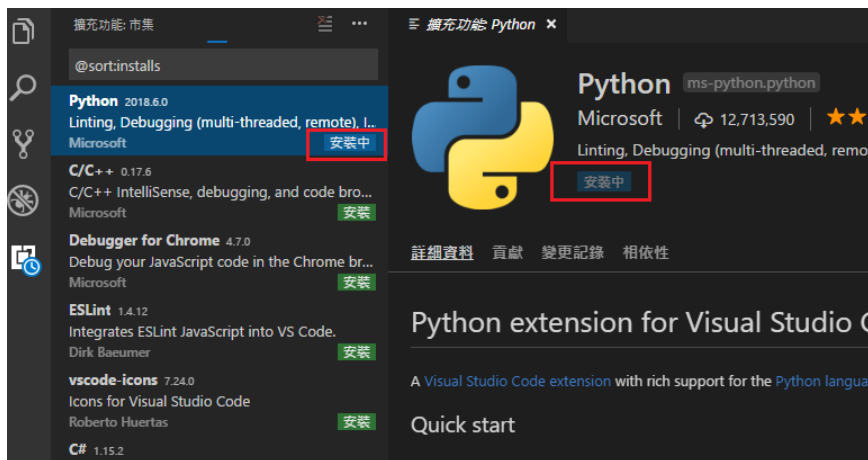 擴充功能: 市集
@sort:installs
Python 2018.6.0
Linting, Debugging (multi-threaded, remote), I...
Microsoft 安裝中
C/C++ 0.17.6
C/C++ IntelliSense, debugging, and code bro...
Microsoft 安裝
Debugger for Chrome 4.7.0
Debug your JavaScript code in the Chrome br...
Microsoft 安裝
ESLint 1.4.12
Integrates ESLint JavaScript into VS Code.
Dirk Baeumer 安裝
vscode-icons 7.24.0
Icons for Visual Studio Code
Roberto Huertas 安裝
C# 1.15.2
擴充功能: Python
Python ms-python.python
Microsoft 12,713,590
Linting, Debugging (multi-threaded, remo
安裝中
詳細資料 貢獻 變更記錄 相依性
Python extension for Visual Studio
A Visual Studio Code extension with rich support for the Python langua
Quick start